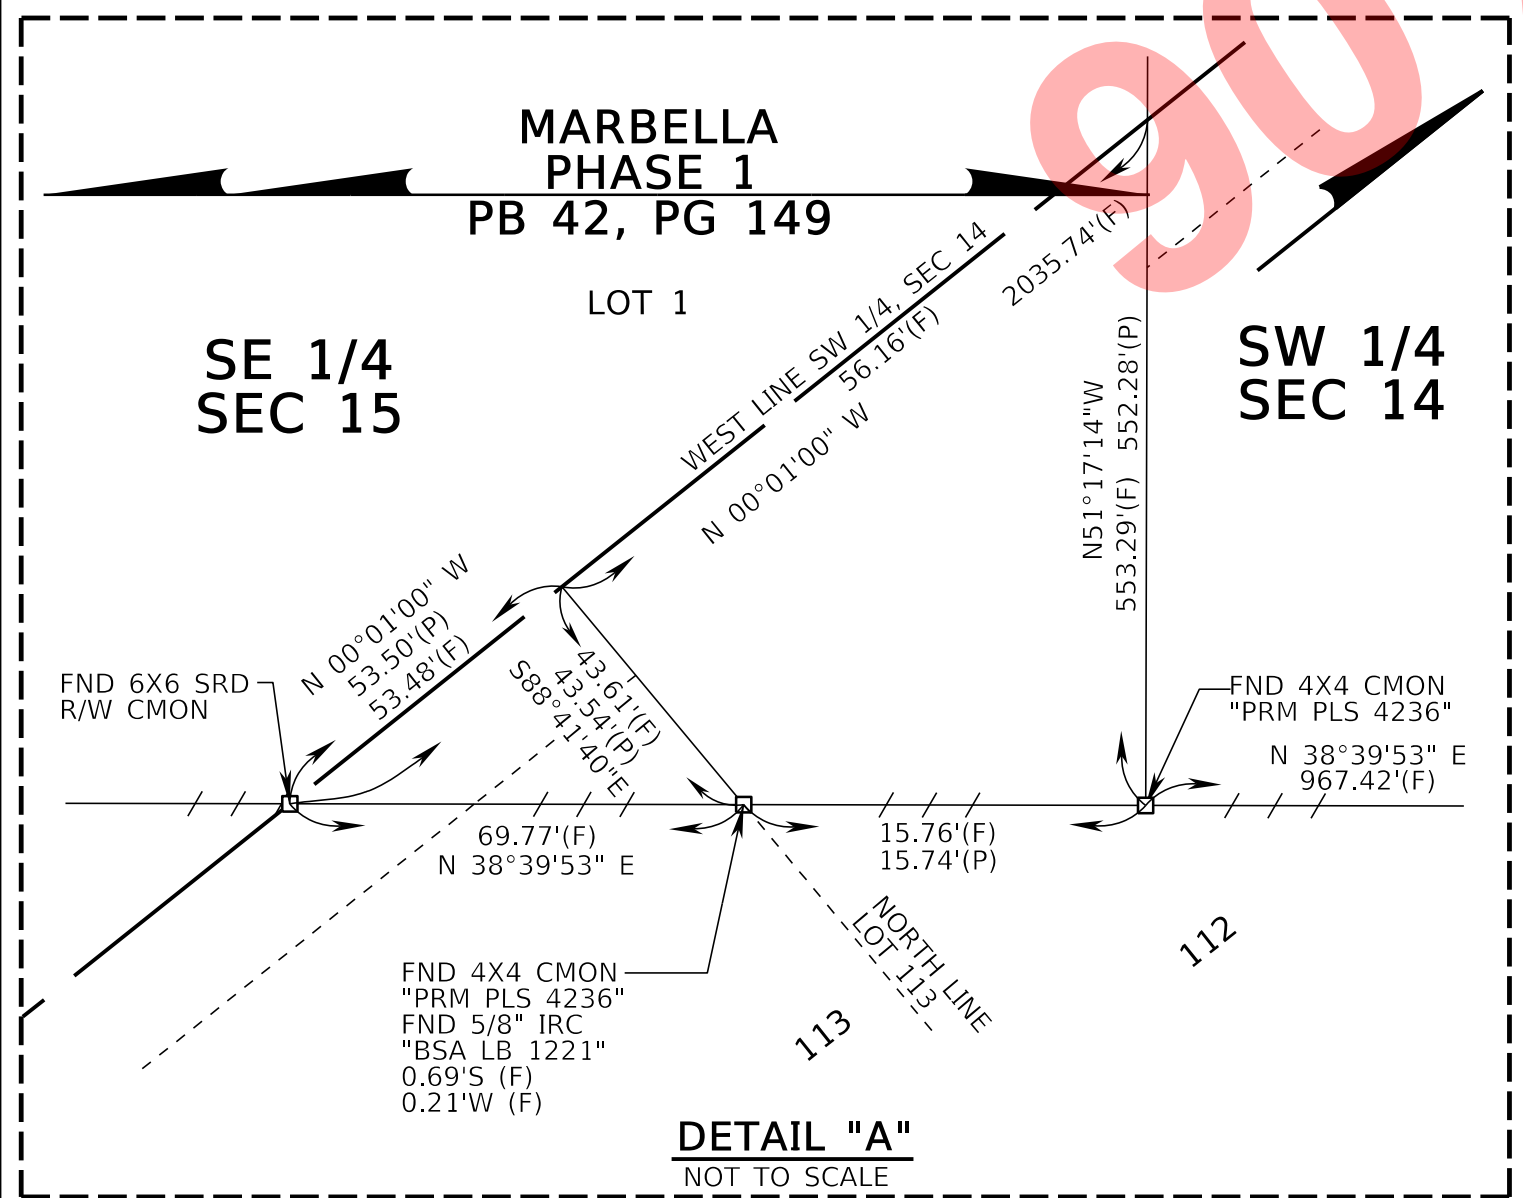 90
MARBELLA
PHASE 1
PB 42, PG 149
LOT 1
SE 1/4
SEC 15
SW 1/4
SEC 14
WEST LINE SW 1/4, SEC 14
56.16'(F)
N 00°01'00" W
2035.74'(F)
N51°17'14"W
553.29'(F) 552.28'(P)
N 00°01'00" W
53.50'(P)
53.48'(F)
43.61'(F)
43.54'(P)
S88°41'40"E
FND 6X6 SRD
R/W CMON
FND 4X4 CMON
"PRM PLS 4236"
N 38°39'53" E
967.42'(F)
69.77'(F)
N 38°39'53" E
15.76'(F)
15.74'(P)
NORTH LINE
LOT 113
112
113
FND 4X4 CMON
"PRM PLS 4236"
FND 5/8" IRC
"BSA LB 1221"
0.69'S (F)
0.21'W (F)
DETAIL "A"
NOT TO SCALE